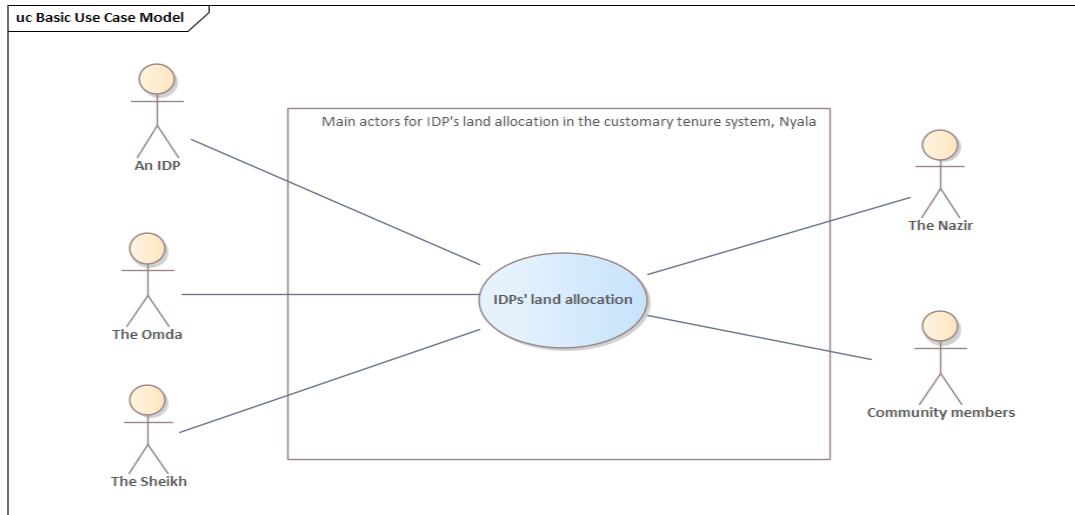 uc Basic Use Case Model
Main actors for IDP's land allocation in the customary tenure system, Nyala
An IDP
The Nazir
IDPs' land allocation
The Omda
Community members
The Sheikh